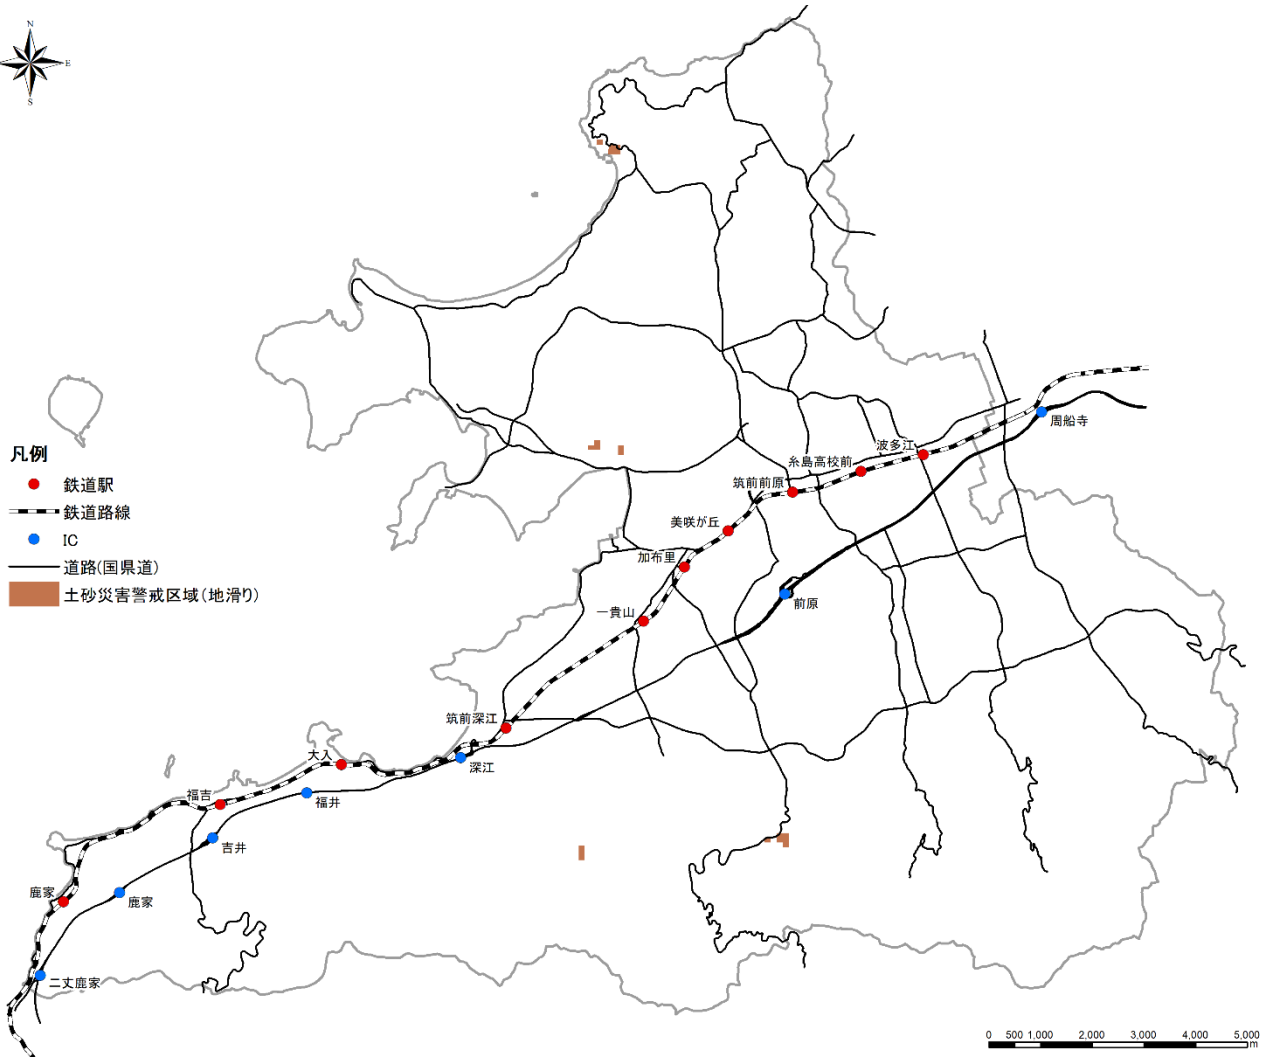 N
E
S
周船寺
波多江
糸島高校前
筑前前原
美咲が丘
加布里
前原
一貴山
筑前深江
深江
大入
福井
福吉
吉井
鹿家
鹿家
二丈鹿家
凡例
鉄道駅
鉄道路線
IC
道路(国県道)
土砂災害警戒区域(地滑り)
0 500 1,000 2,000 3,000 4,000 5,000
m